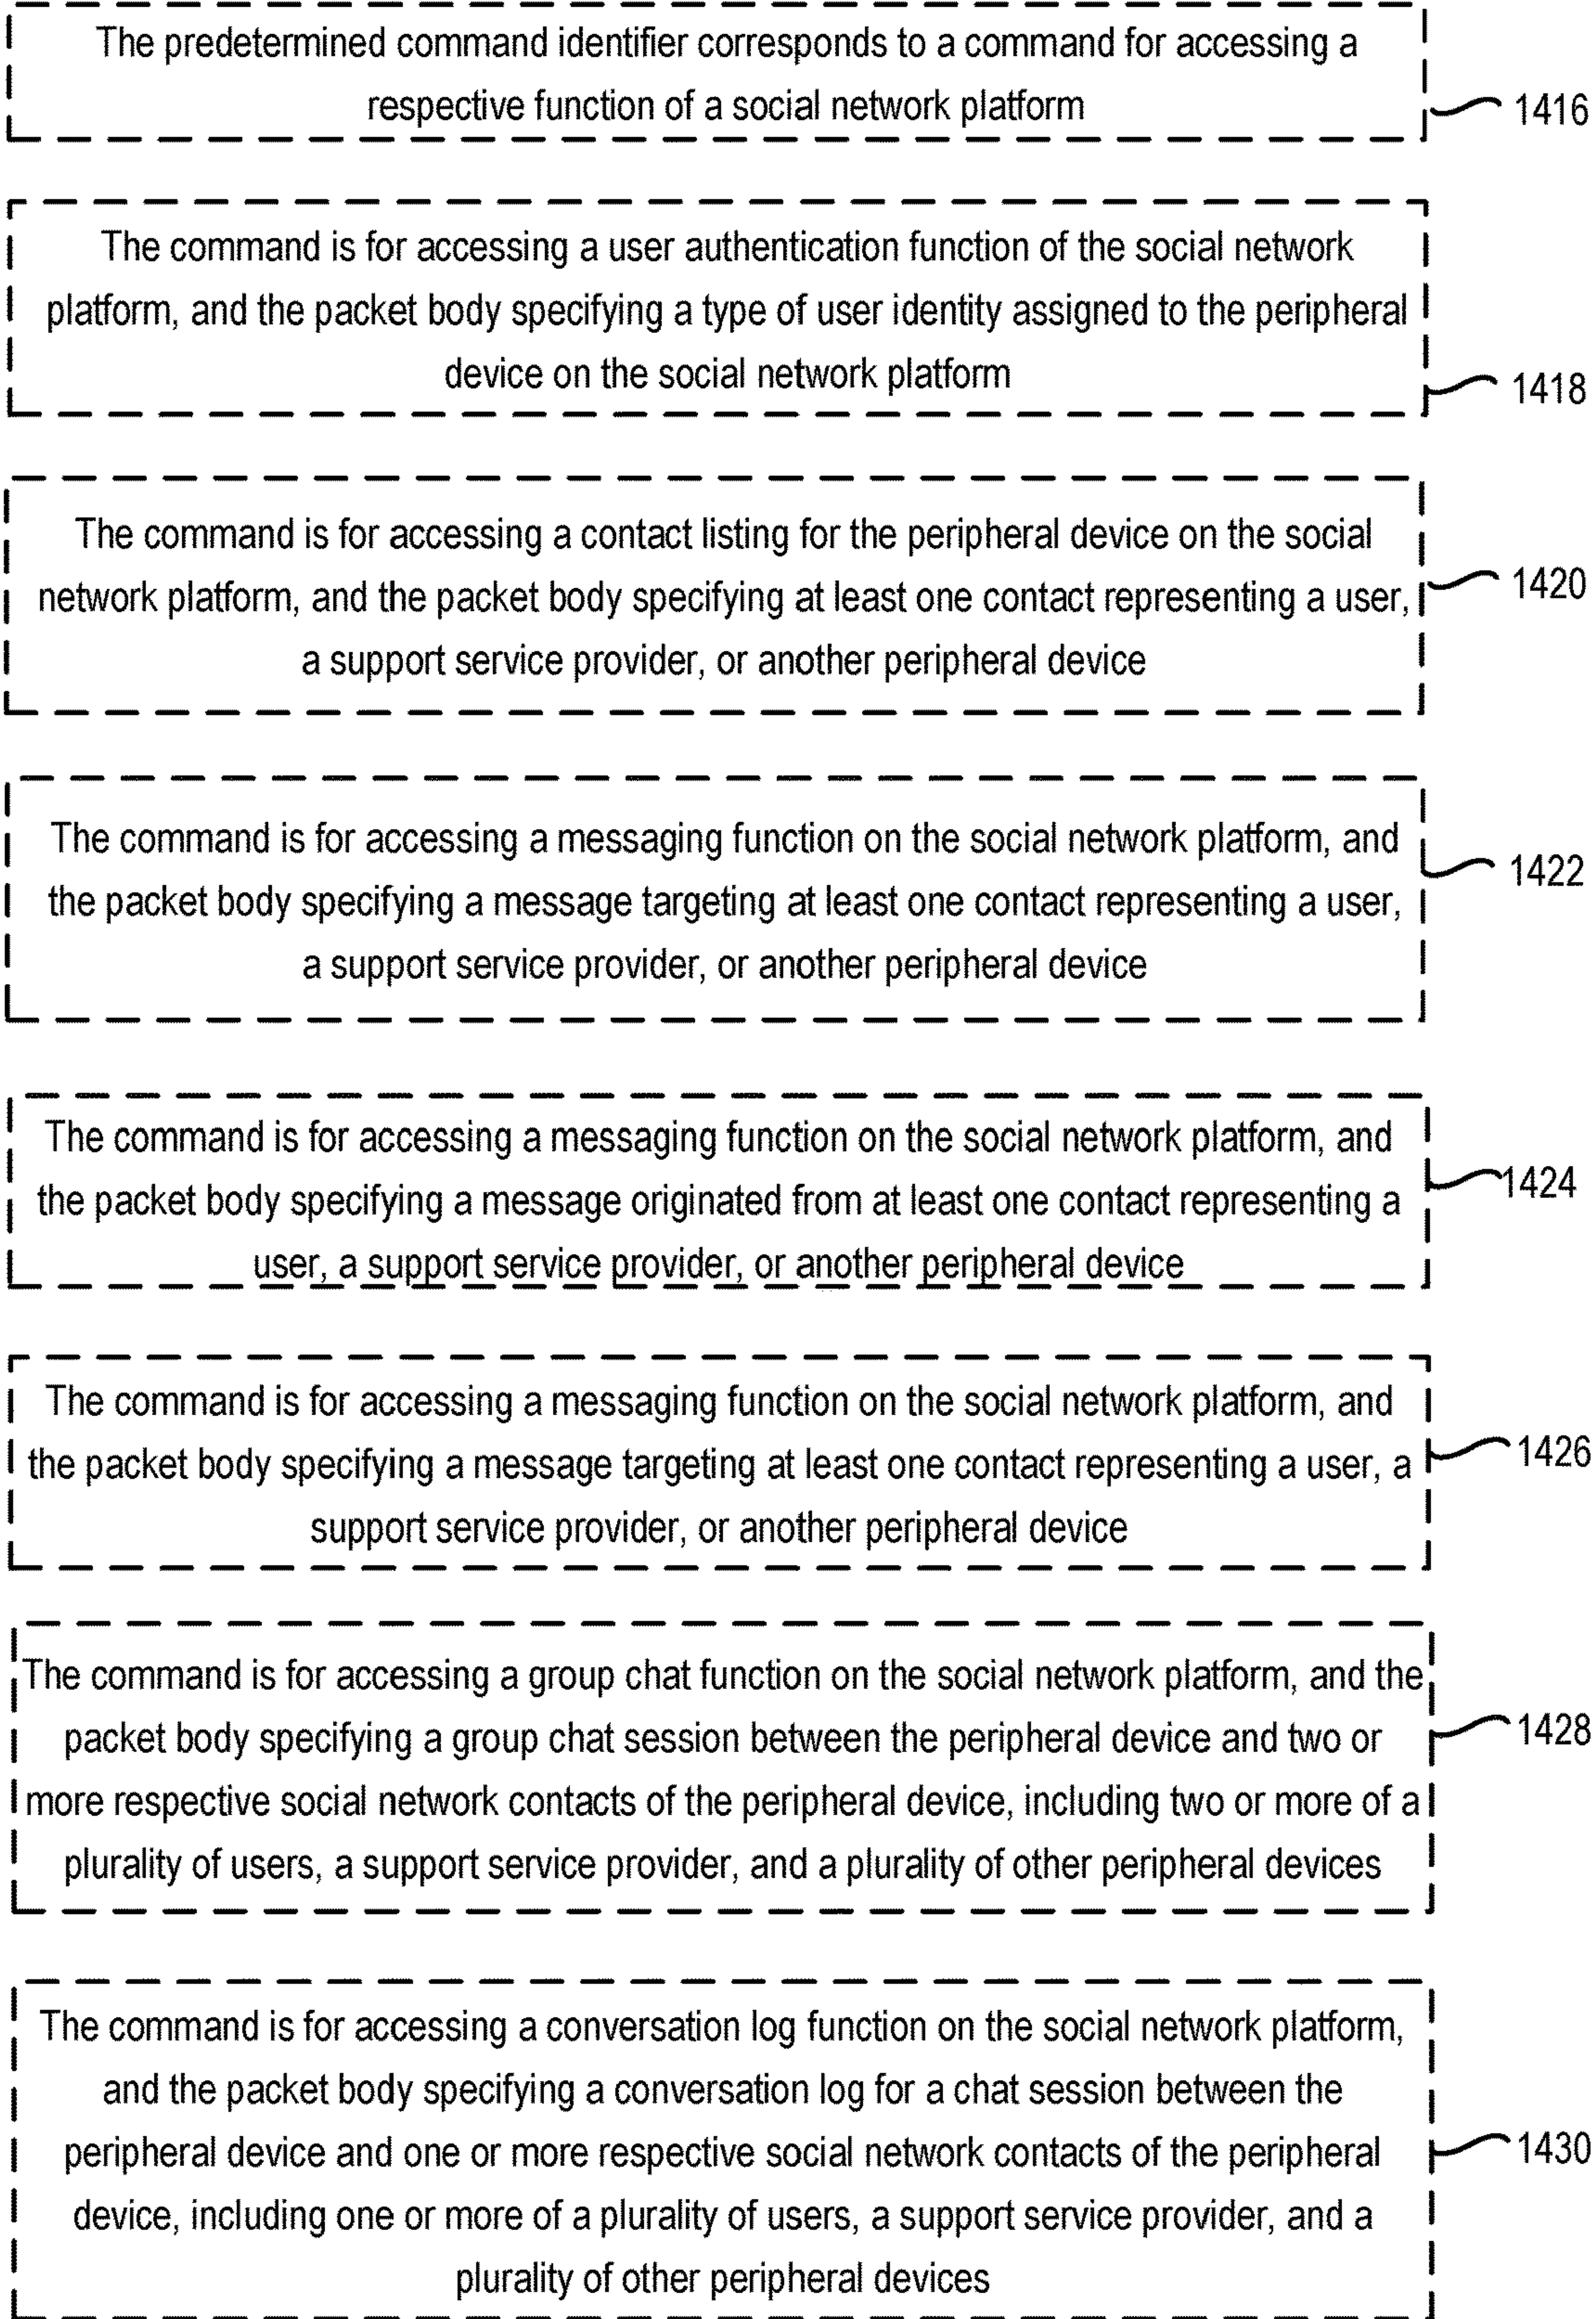 The predetermined command identifier corresponds to a command for accessing a
respective function of a social network platform
1416
The command is for accessing a user authentication function of the social network
platform, and the packet body specifying a type of user identity assigned to the peripheral
device on the social network platform
1418
The command is for accessing a contact listing for the peripheral device on the social
network platform, and the packet body specifying at least one contact representing a user,
a support service provider, or another peripheral device
1420
The command is for accessing a messaging function on the social network platform, and
the packet body specifying a message targeting at least one contact representing a user,
a support service provider, or another peripheral device
1422
The command is for accessing a messaging function on the social network platform, and
the packet body specifying a message originated from at least one contact representing a
user, a support service provider, or another peripheral device
1424
The command is for accessing a messaging function on the social network platform, and
the packet body specifying a message targeting at least one contact representing a user, a
support service provider, or another peripheral device
1426
The command is for accessing a group chat function on the social network platform, and the
packet body specifying a group chat session between the peripheral device and two or
more respective social network contacts of the peripheral device, including two or more of a
plurality of users, a support service provider, and a plurality of other peripheral devices
1428
The command is for accessing a conversation log function on the social network platform,
and the packet body specifying a conversation log for a chat session between the
peripheral device and one or more respective social network contacts of the peripheral
device, including one or more of a plurality of users, a support service provider, and a
plurality of other peripheral devices
1430